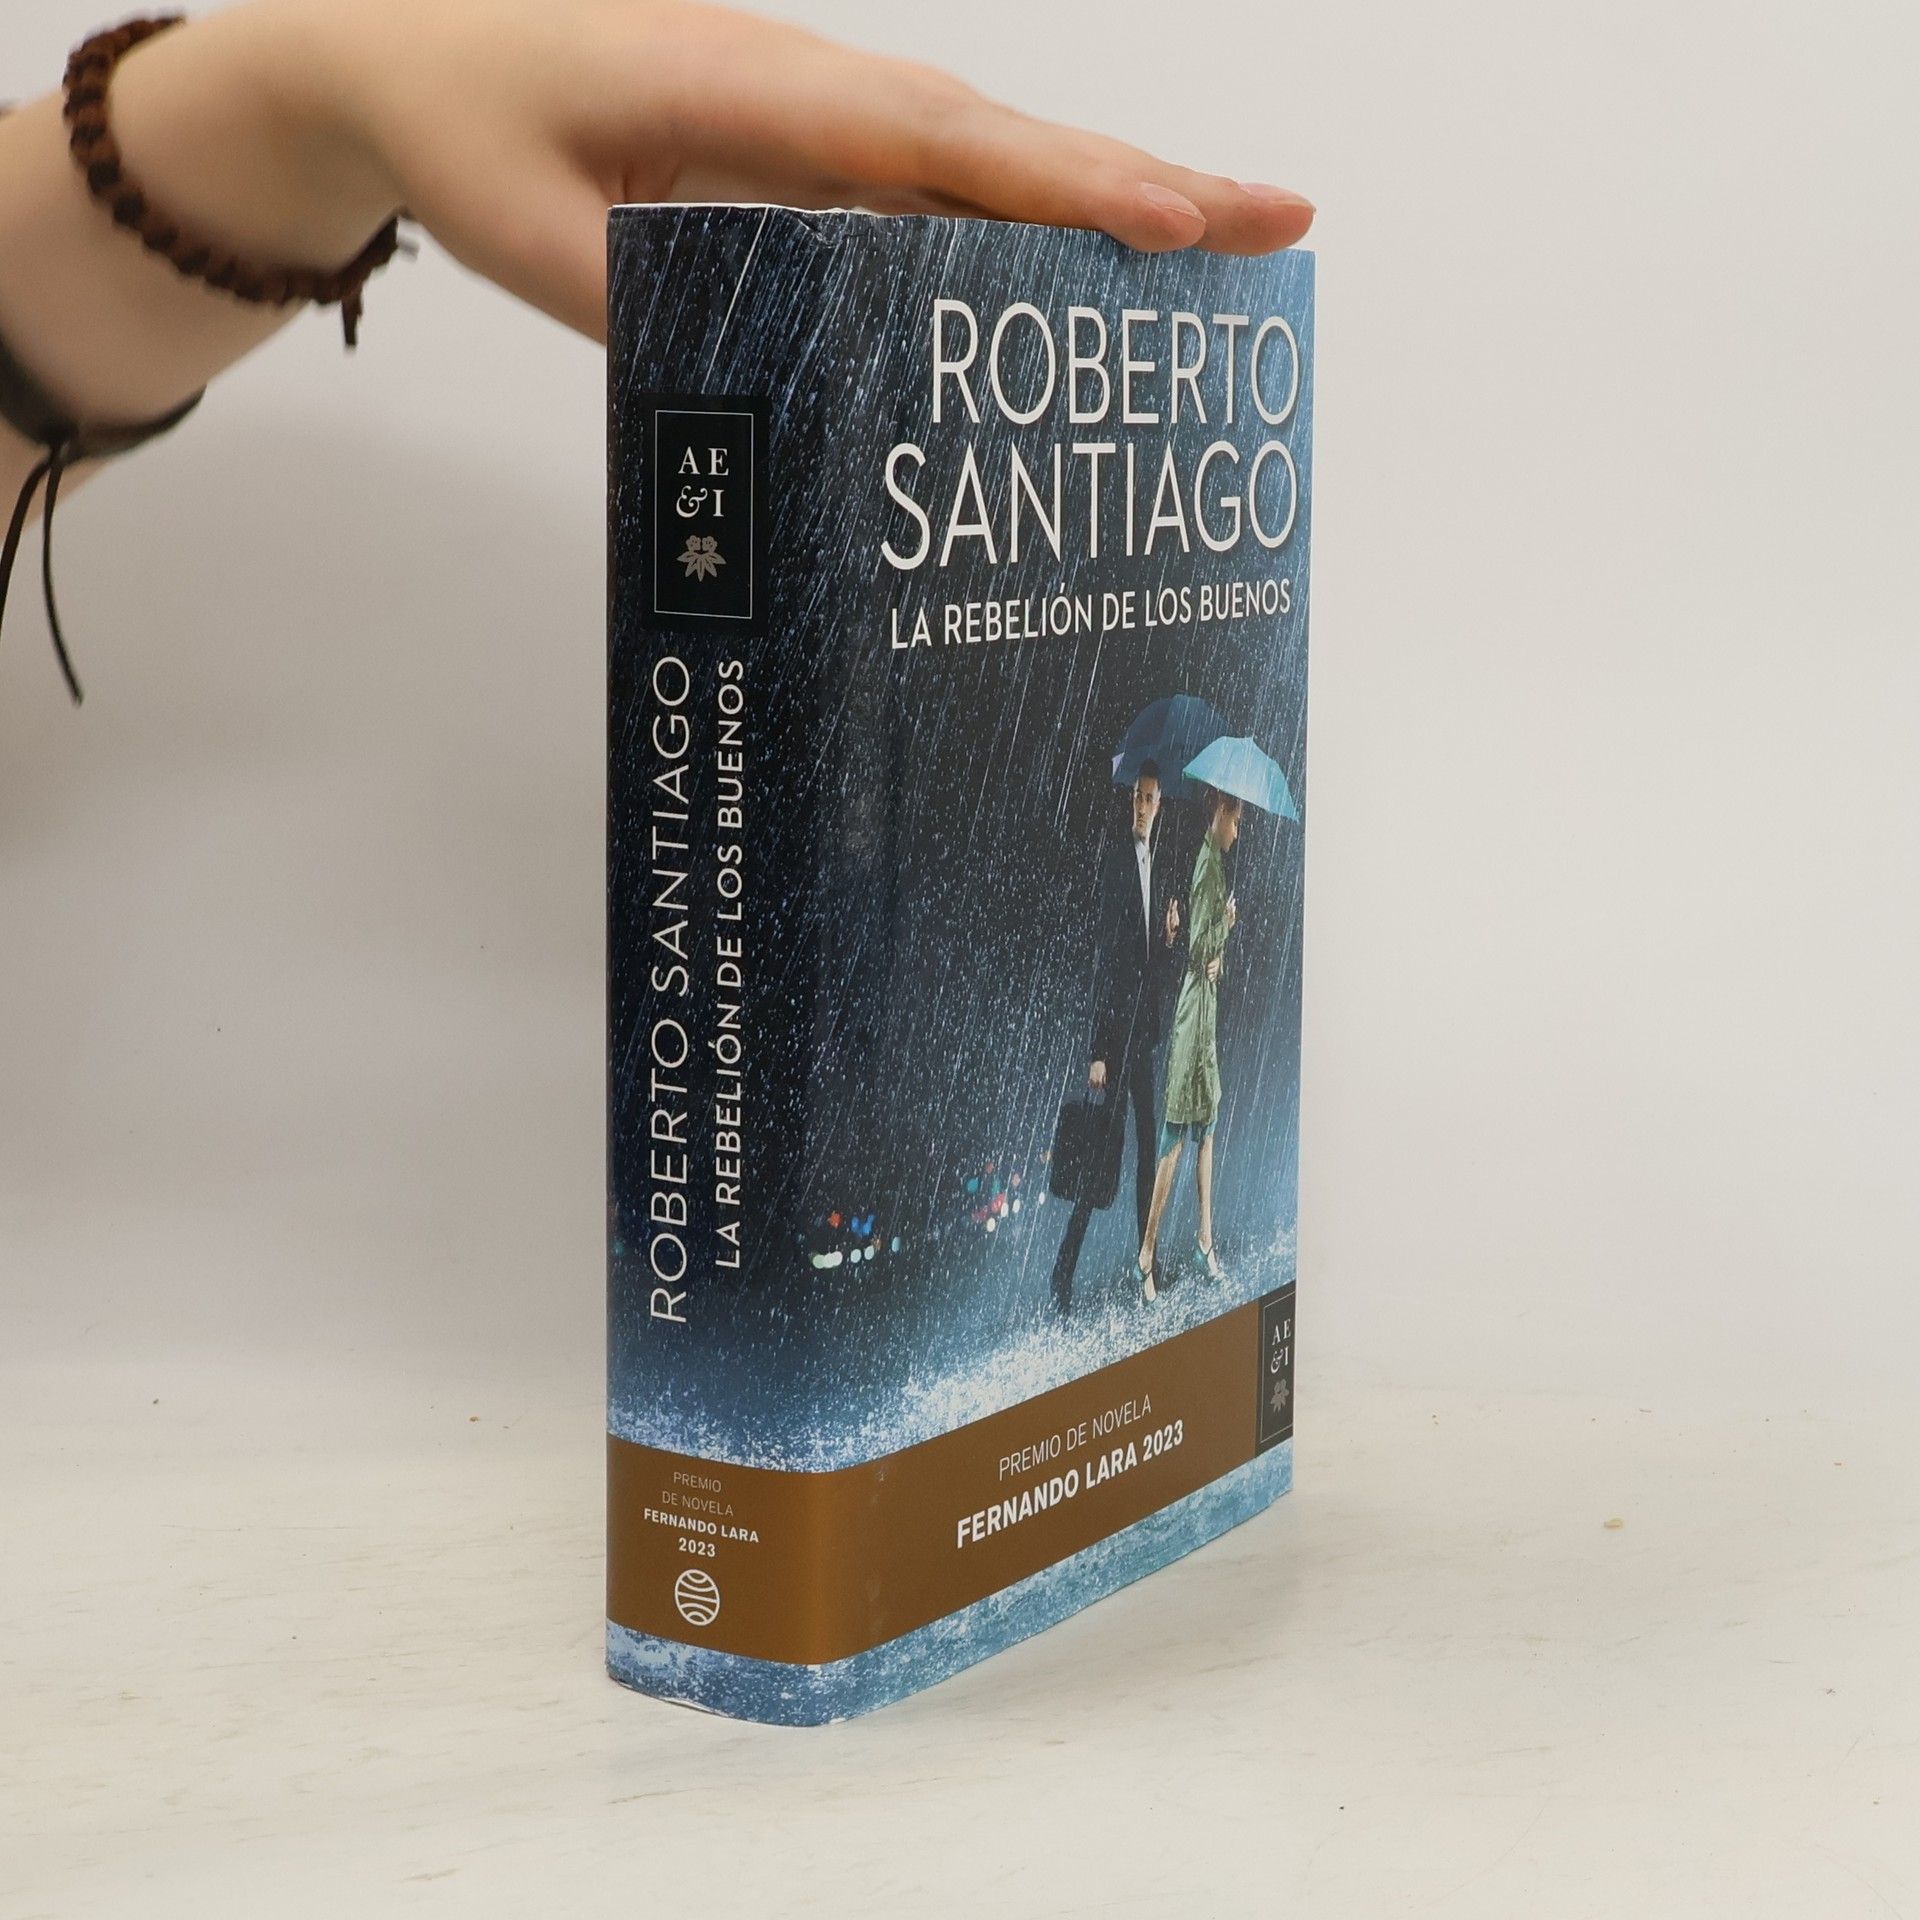 AE
&I
ROBERTO SANTIAGO
LA REBELIÓN DE LOS BUENOS
PREMIO
DE NOVELA
FERNANDO LARA
2023
ROBERTO
SANTIAGO
LA REBELIÓN DE LOS BUENOS
AE
&I
PREMIO DE NOVELA
FERNANDO LARA 2023